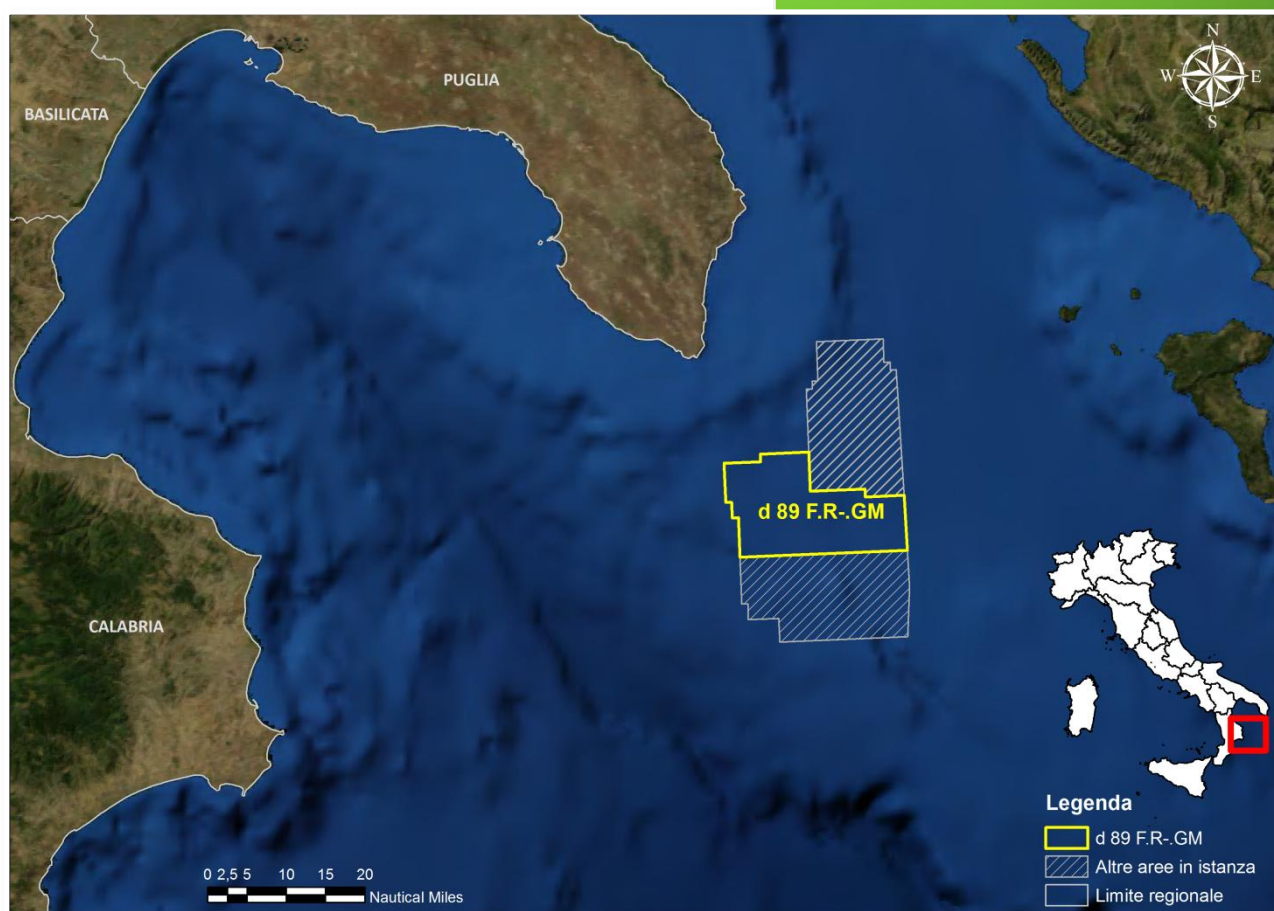 N
W E
S
PUGLIA
BASILICATA
d 89 F.R-.GM
CALABRIA
Legenda
d 89 F.R-.GM
Altre aree in istanza
Limite regionale
0 2,5 5 10 15 20
Nautical Miles